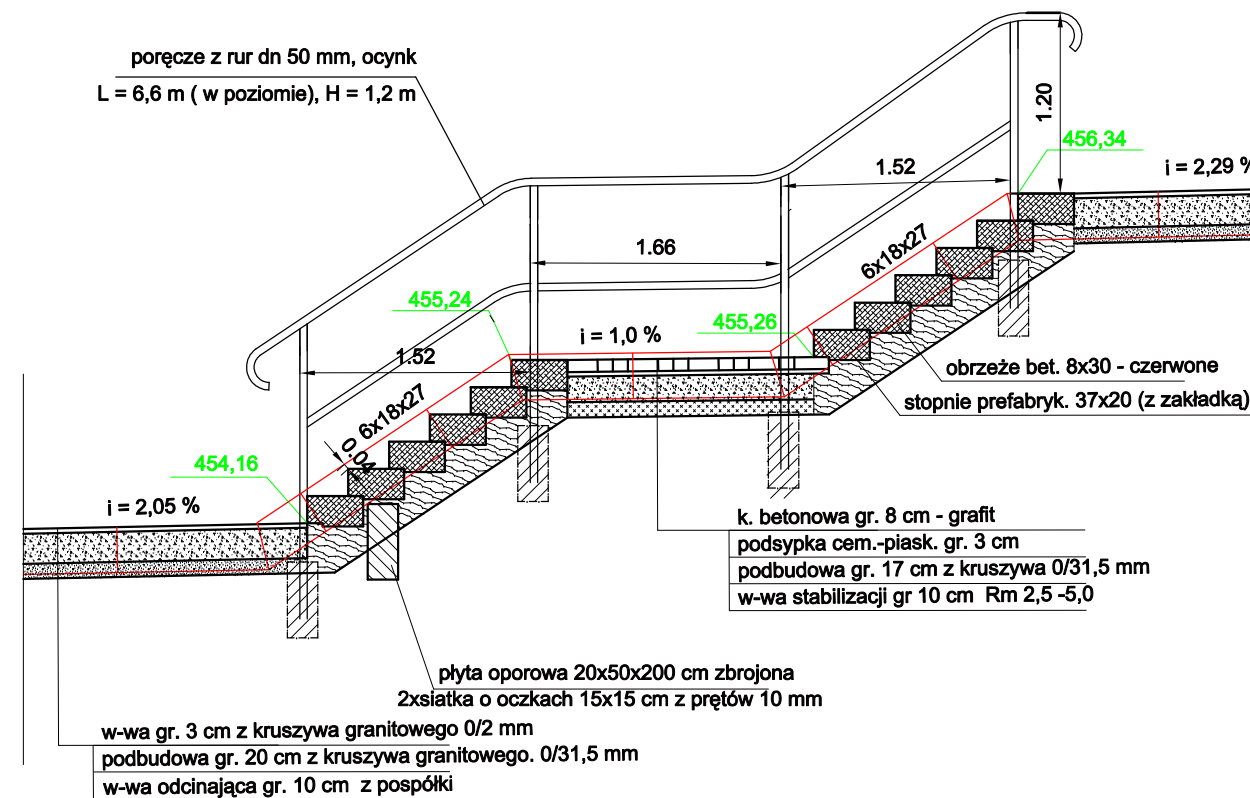 poręcze z rur dn 50 mm, ocynk
L = 6,6 m ( w poziomie), H = 1,2 m
1.20
456,34
i = 2,29 %
1.52
6x18x27
1.66
455,24
i = 1,0 %
455,26
1.52
6x18x27
0.04
obrzeże bet. 8x30 - czerwone
stopnie prefabryk. 37x20 (z zakładką)
454,16
i = 2,05 %
k. betonowa gr. 8 cm - grafit
podsypka cem.-piask. gr. 3 cm
podbudowa gr. 17 cm z kruszywa 0/31,5 mm
w-wa stabilizacji gr 10 cm Rm 2,5 -5,0
płyta oporowa 20x50x200 cm zbrojona
2xsiatka o oczkach 15x15 cm z prętów 10 mm
w-wa gr. 3 cm z kruszywa granitowego 0/2 mm
podbudowa gr. 20 cm z kruszywa granitowego. 0/31,5 mm
w-wa odcinająca gr. 10 cm z pospółki